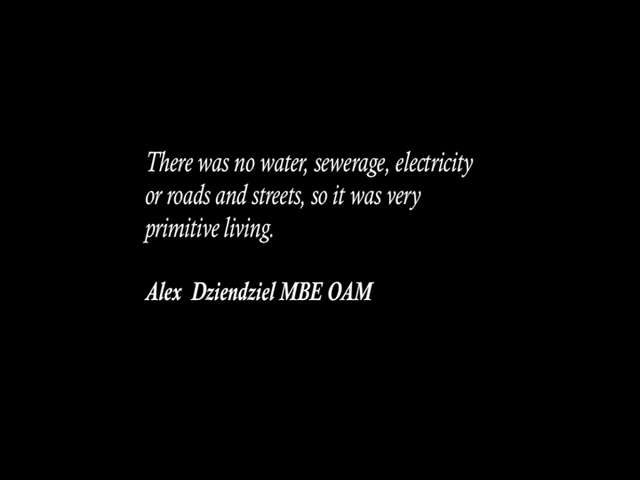 There was no water, sewerage, electricity
or roads and streets, so it was very
primitive living.
Alex Dziendziel MBE OAM